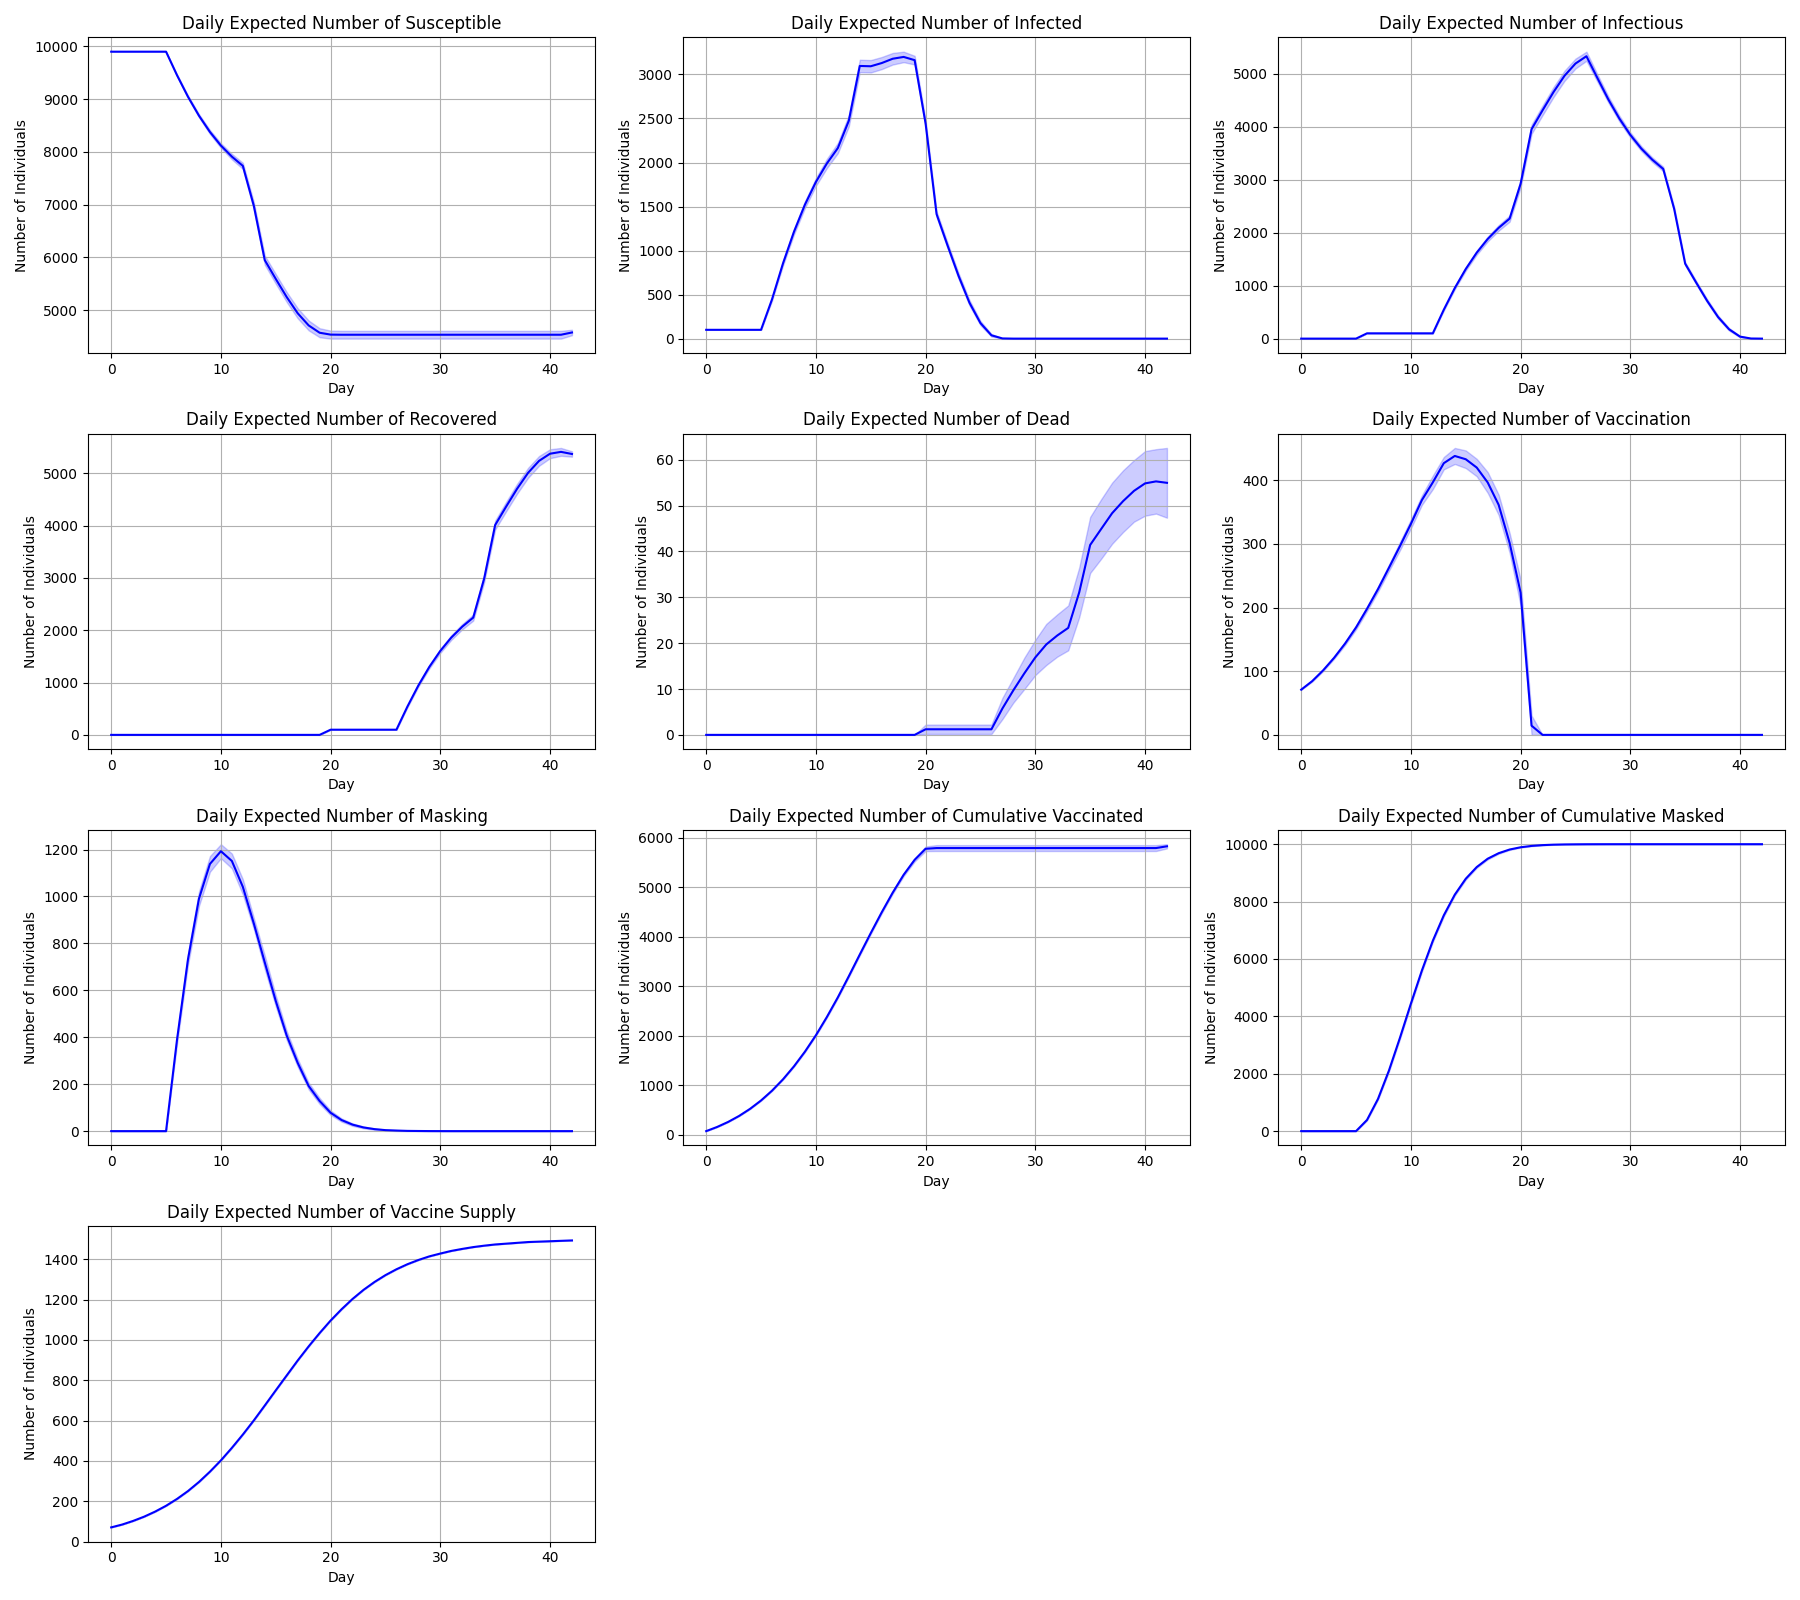 Daily Expected Number of Susceptible
Number of Individuals
10000
9000
8000
7000
6000
5000
0 10 20 30 40
Day
Daily Expected Number of Infected
Number of Individuals
3000
2500
2000
1500
1000
500
0
0 10 20 30 40
Day
Daily Expected Number of Infectious
Number of Individuals
5000
4000
3000
2000
1000
0
0 10 20 30 40
Day
Daily Expected Number of Recovered
Number of Individuals
5000
4000
3000
2000
1000
0
0 10 20 30 40
Day
Daily Expected Number of Dead
Number of Individuals
60
50
40
30
20
10
0
0 10 20 30 40
Day
Daily Expected Number of Vaccination
Number of Individuals
400
300
200
100
0
0 10 20 30 40
Day
Daily Expected Number of Masking
Number of Individuals
1200
1000
800
600
400
200
0
0 10 20 30 40
Day
Daily Expected Number of Cumulative Vaccinated
Number of Individuals
6000
5000
4000
3000
2000
1000
0
0 10 20 30 40
Day
Daily Expected Number of Cumulative Masked
Number of Individuals
10000
8000
6000
4000
2000
0
0 10 20 30 40
Day
Daily Expected Number of Vaccine Supply
Number of Individuals
1400
1200
1000
800
600
400
200
0
0 10 20 30 40
Day